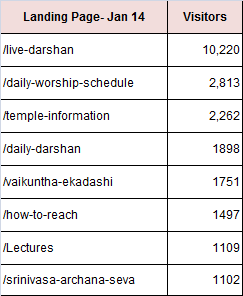 Landing Page- Jan 14 Visitors
/live-darshan 10,220
/daily-worship-schedule 2,813
/temple-information 2,262
/daily-darshan 1898
/vaikuntha-ekadashi 1751
/how-to-reach 1497
/Lectures 1109
/srinivasa-archana-seva 1102